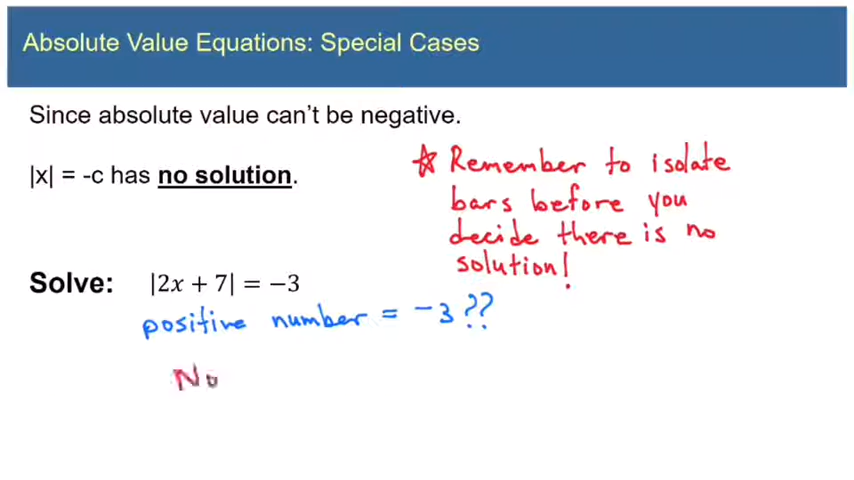 Absolute Value Equations: Special Cases
Since absolute value can't be negative.
|x| = -c has no solution.
☆ Remember to isolate
bars before you
decide there is no
solution!
Solve: |2x + 7| = −3
positive number = -3??
No